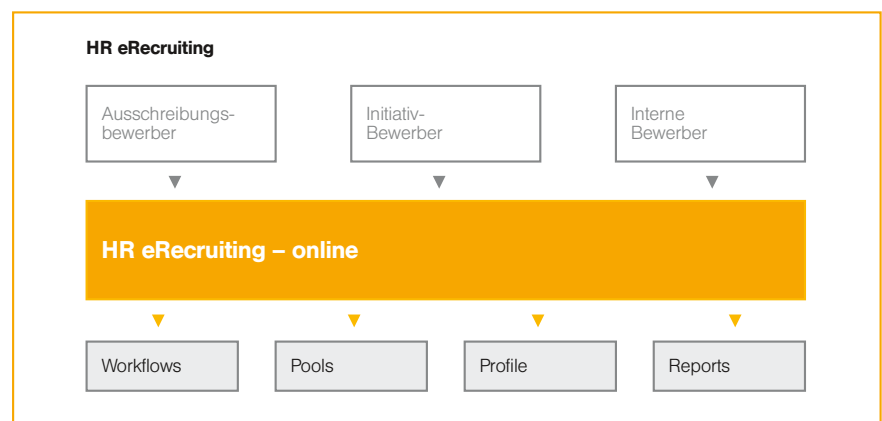 HR eRecruiting
Ausschreibungs-
bewerber
Initiativ-
Bewerber
Interne
Bewerber
HR eRecruiting – online
Workflows
Pools
Profile
Reports